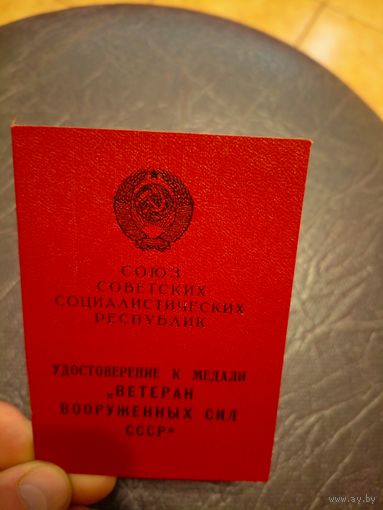 СОЮЗ
СОВЕТСКИХ
СОЦИАЛИСТИЧЕСКИХ
РЕСПУБЛИК
УДОСТОВЕРЕНИЕ К МЕДАЛИ
„ВЕТЕРАН
ВООРУЖЕННЫХ СИЛ
СССР"
www.ay.by